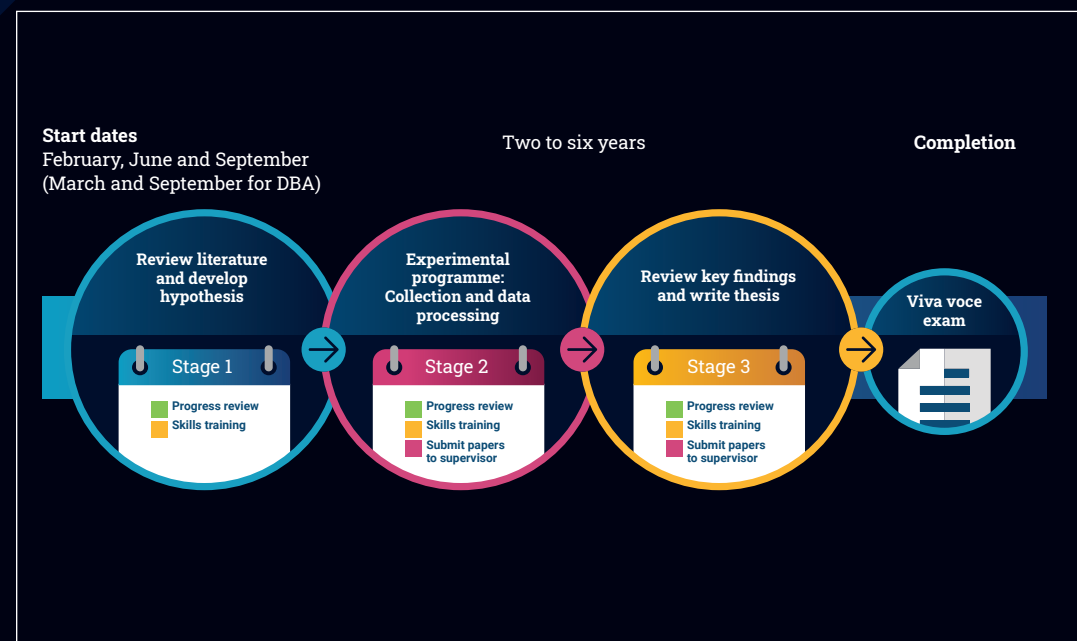 Start dates
February, June and September
(March and September for DBA)
Two to six years
Completion
Review literature
and develop
hypothesis
Stage 1
Progress review
Skills training
Experimental
programme:
Collection and data
processing
Stage 2
Progress review
Skills training
Submit papers
to supervisor
Review key findings
and write thesis
Stage 3
Progress review
Skills training
Submit papers
to supervisor
Viva voce
exam